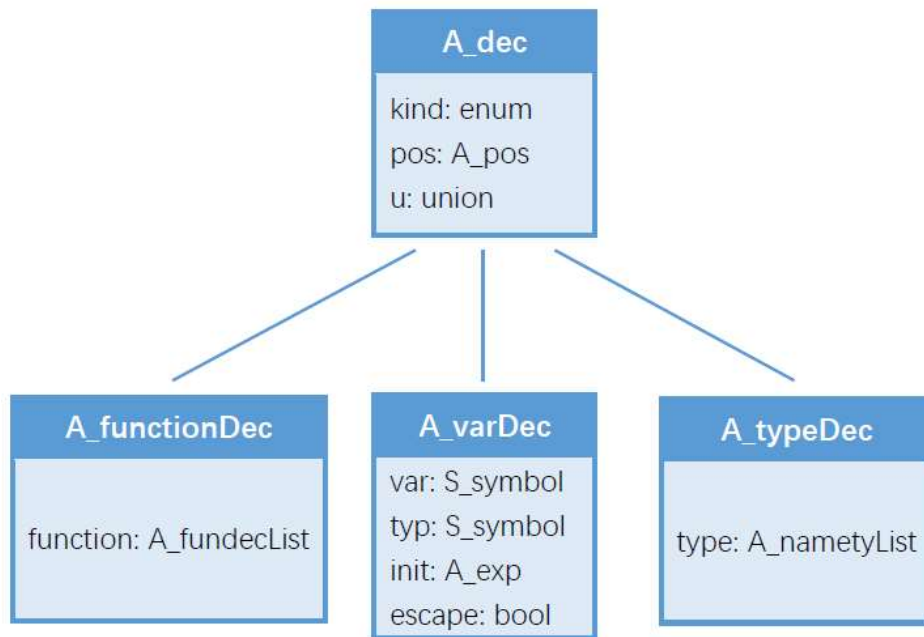 A_dec
kind: enum
pos: A_pos
u: union
A_functionDec
function: A_fundecList
A_varDec
var: S_symbol
typ: S_symbol
init: A_exp
escape: bool
A_typeDec
type: A_nametyList